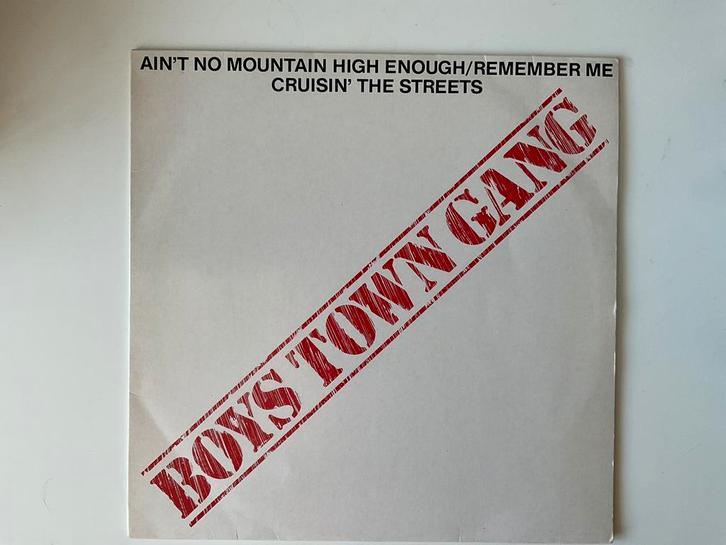 AIN'T NO MOUNTAIN HIGH ENOUGH/REMEMBER ME
CRUISIN' THE STREETS
BOYS TOWN GANG